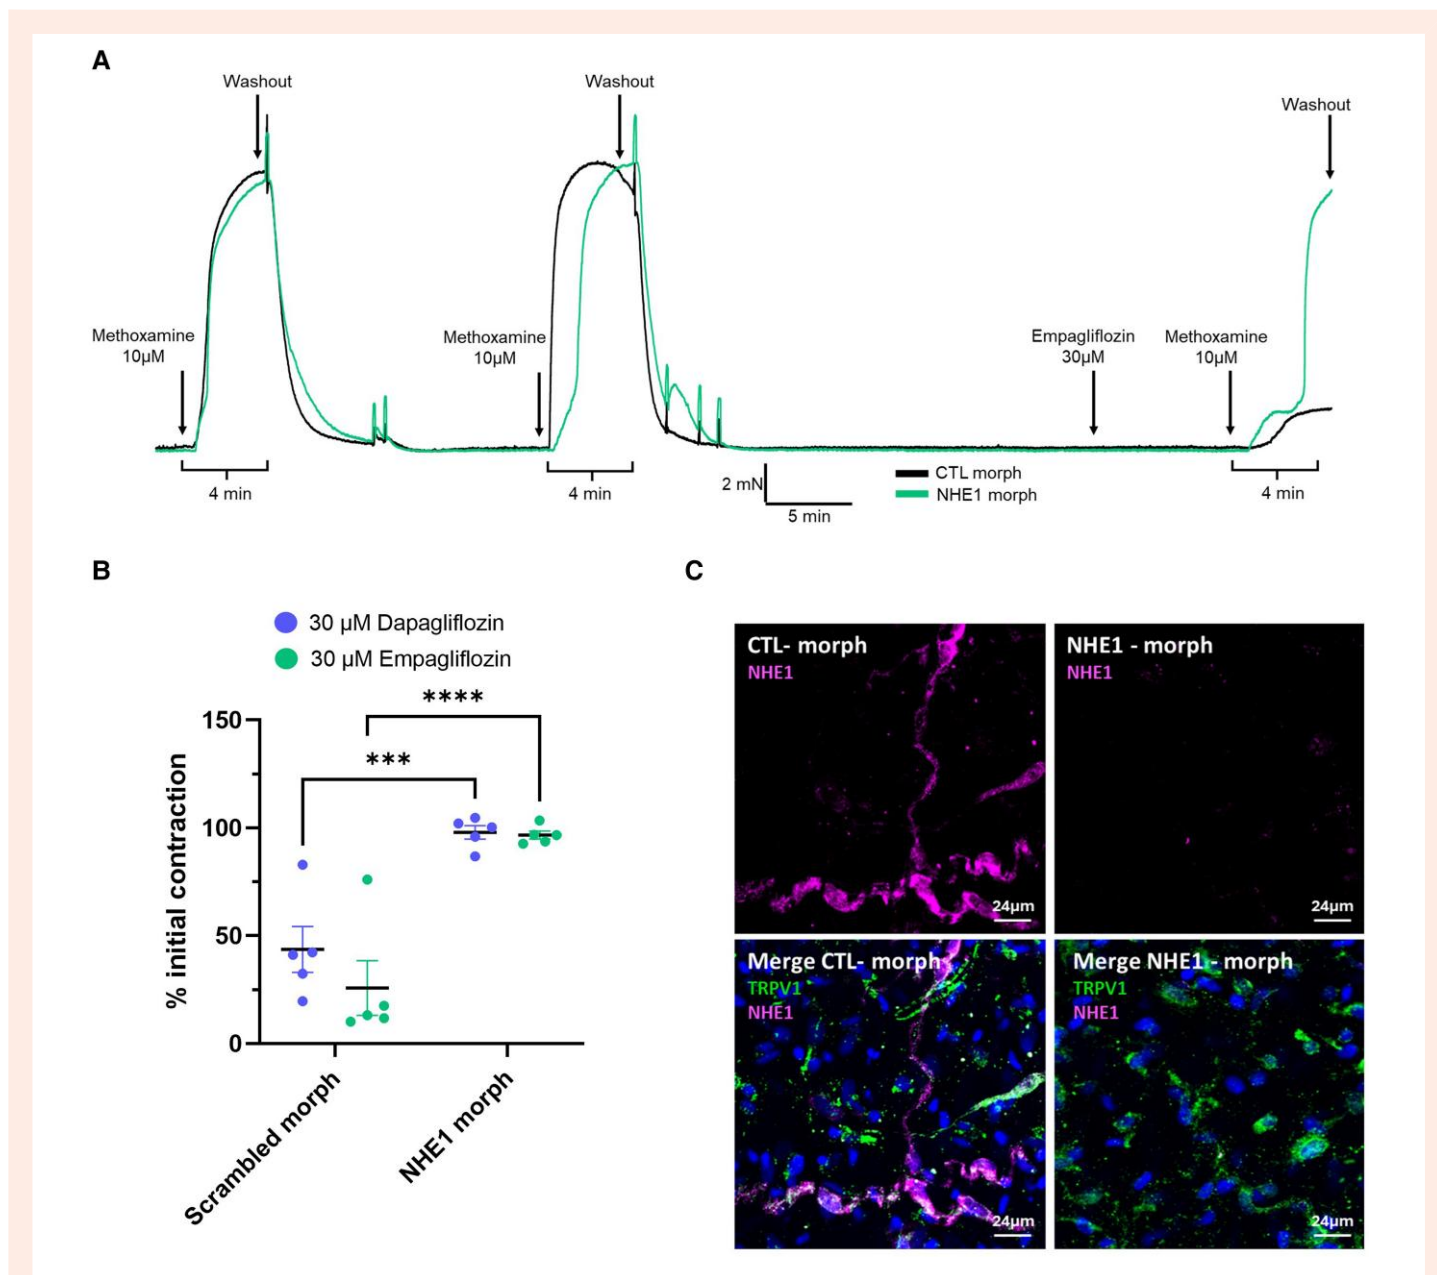 A
Washout
Washout
Washout
Methoxamine
10µM
Methoxamine
10µM
Empagliflozin
30µM
Methoxamine
10µM
4 min
4 min
4 min
2 mN
5 min
CTL morph
NHE1 morph
B
30 µM Dapagliflozin
30 µM Empagliflozin
****
***
% initial contraction
150
100
50
0
Scrambled morph
NHE1 morph
C
CTL- morph
NHE1
24µm
NHE1 - morph
NHE1
24µm
Merge CTL- morph
TRPV1
NHE1
24µm
Merge NHE1 - morph
TRPV1
NHE1
24µm